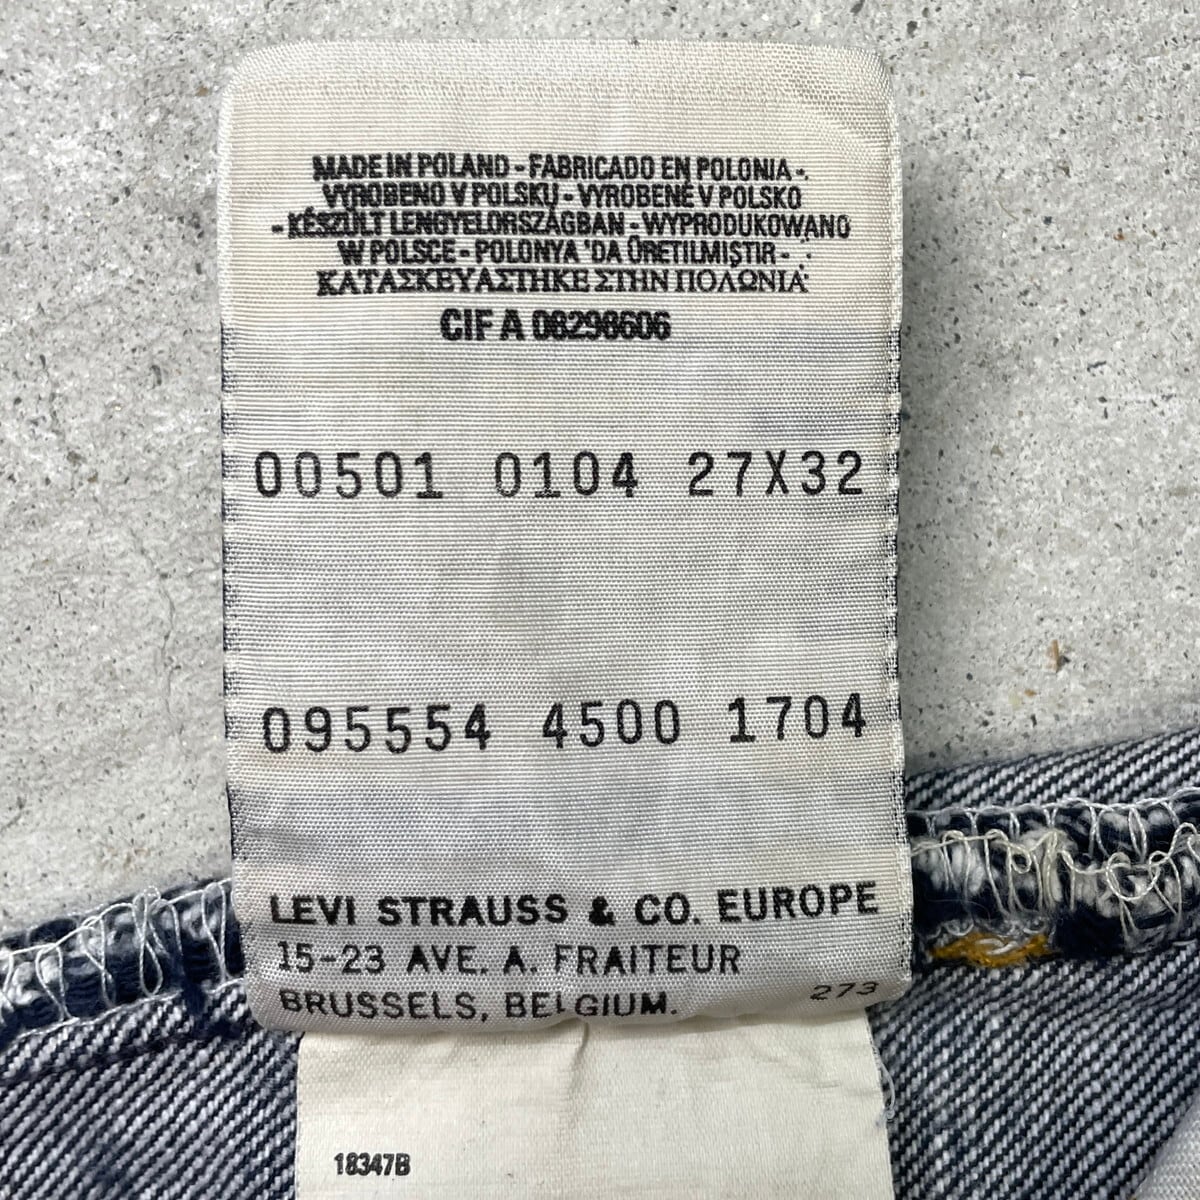 MADE IN POLAND - FABRICADO EN POLONIA -
VYROBENO V POLSKU - VYROBENÉ V POLSKO
- KÉSZÜLT LENGYELORSZÁGBAN - WYPRODUKOWANO
W POLSCE - POLONYA 'DA ÜRETILMIŞTIR -
ΚΑΤΑΣΚΕΥΑΣΤΗΚΕ ΣΤΗΝ ΠΟΛΩΝΙΑ
CIF A 08298606
00501 0104 27X32
095554 4500 1704
LEVI STRAUSS & CO. EUROPE
15-23 AVE. A. FRAITEUR
BRUSSELS, BELGIUM. 273
18347B